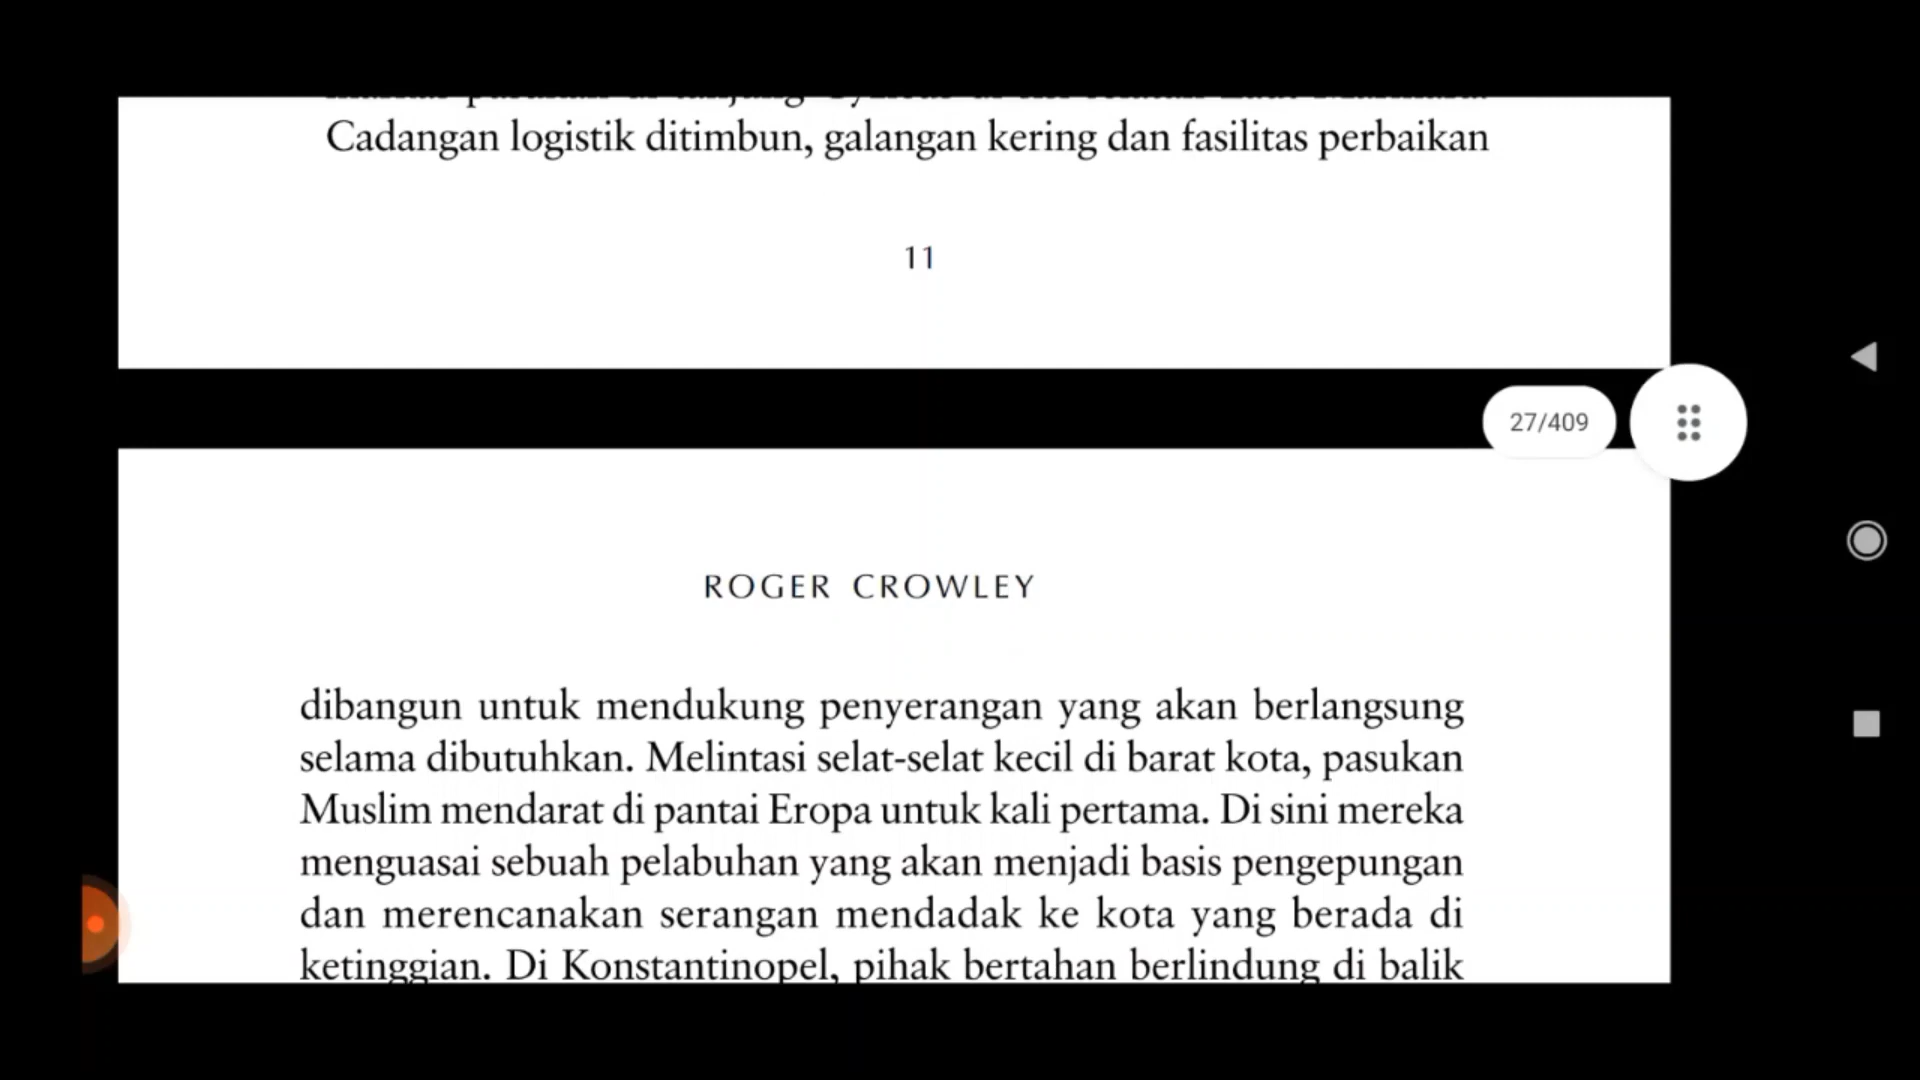 Cadangan logistik ditimbun, galangan kering dan fasilitas perbaikan
11
27/409
ROGER CROWLEY
dibangun untuk mendukung penyerangan yang akan berlangsung
selama dibutuhkan. Melintasi selat-selat kecil di barat kota, pasukan
Muslim mendarat di pantai Eropa untuk kali pertama. Di sini mereka
menguasai sebuah pelabuhan yang akan menjadi basis pengepungan
dan merencanakan serangan mendadak ke kota yang berada di
ketinggian. Di Konstantinopel, pihak bertahan berlindung di balik